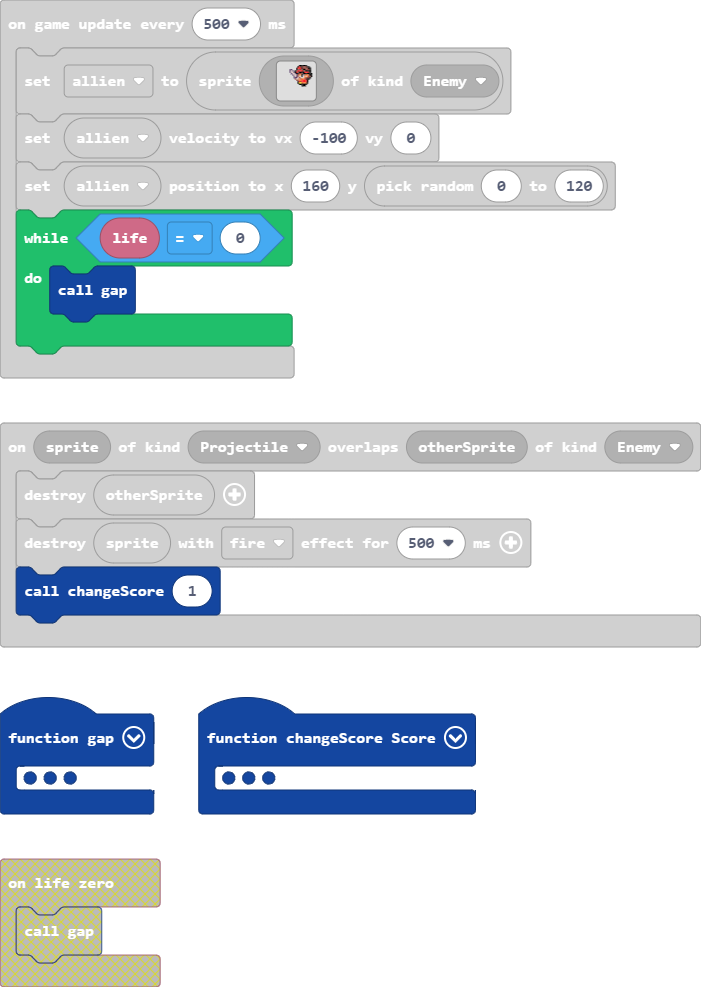 on game update every 500 ms
set allien to sprite of kind Enemy
set allien velocity to vx -100 vy 0
set allien position to x 160 y pick random 0 to 120
while life = 0
do call gap
on sprite of kind Projectile overlaps otherSprite of kind Enemy
destroy otherSprite
destroy sprite with fire effect for 500 ms
call changeScore 1
function gap
function changeScore Score
on life zero
call gap